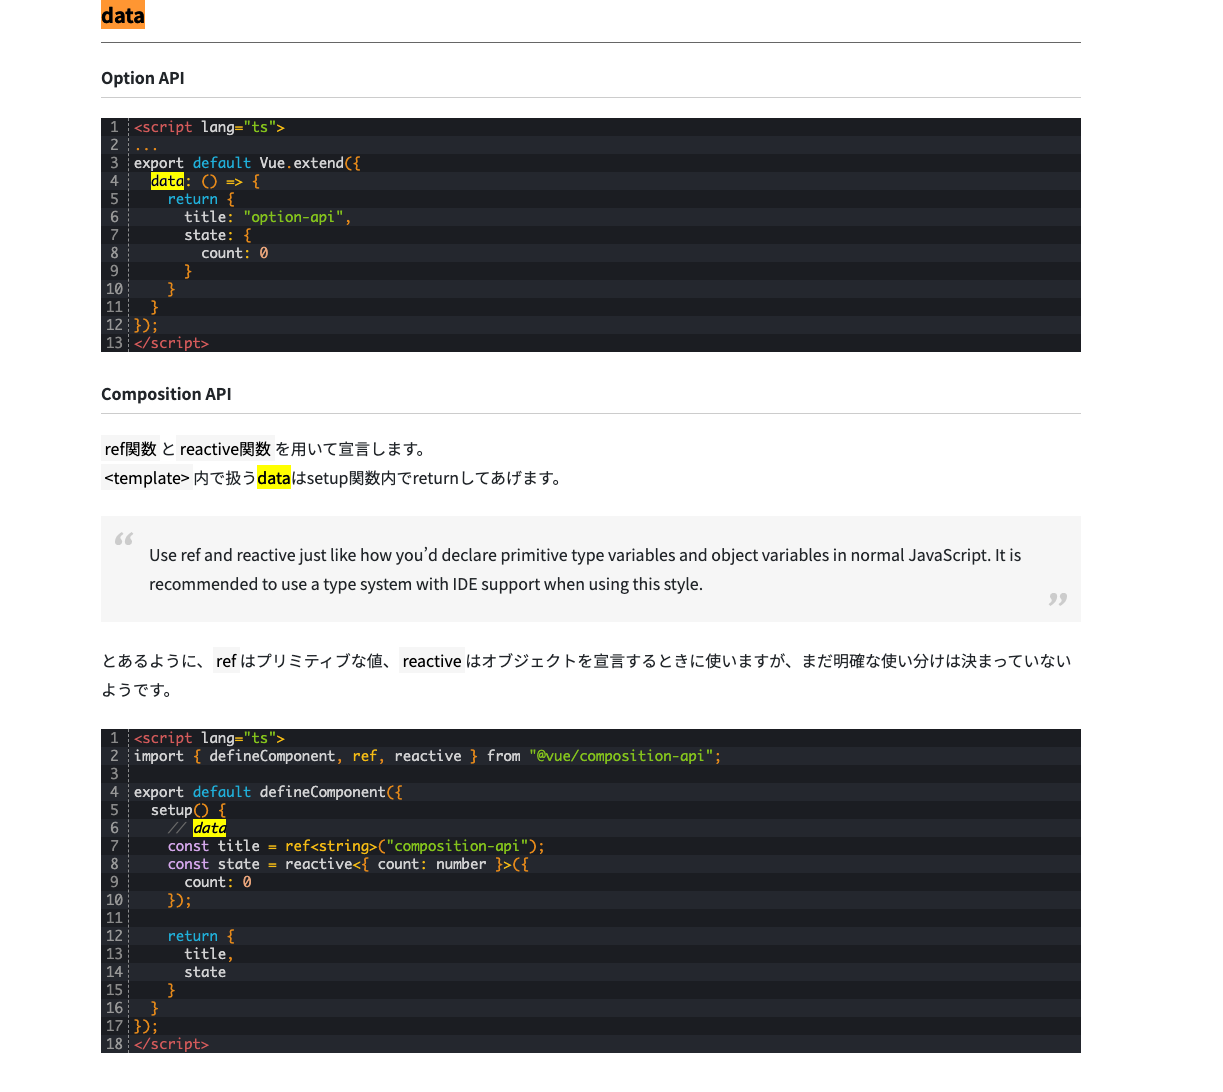 data
Option API
1 <script lang="ts">
2 ...
3 export default Vue.extend({
4   data: () => {
5     return {
6       title: "option-api",
7       state: {
8         count: 0
9       }
10     }
11   }
12 });
13 </script>
Composition API
ref関数 と reactive関数 を用いて宣言します。
<template> 内で扱うdataはsetup関数内でreturnしてあげます。
“
Use ref and reactive just like how you’d declare primitive type variables and object variables in normal JavaScript. It is
recommended to use a type system with IDE support when using this style.
”
とあるように、 ref はプリミティブな値、 reactive はオブジェクトを宣言するときに使いますが、まだ明確な使い分けは決まっていない
ようです。
1 <script lang="ts">
2 import { defineComponent, ref, reactive } from "@vue/composition-api";
3
4 export default defineComponent({
5   setup() {
6     // data
7     const title = ref<string>("composition-api");
8     const state = reactive<{ count: number }>({
9       count: 0
10     });
11
12     return {
13       title,
14       state
15     }
16   }
17 });
18 </script>